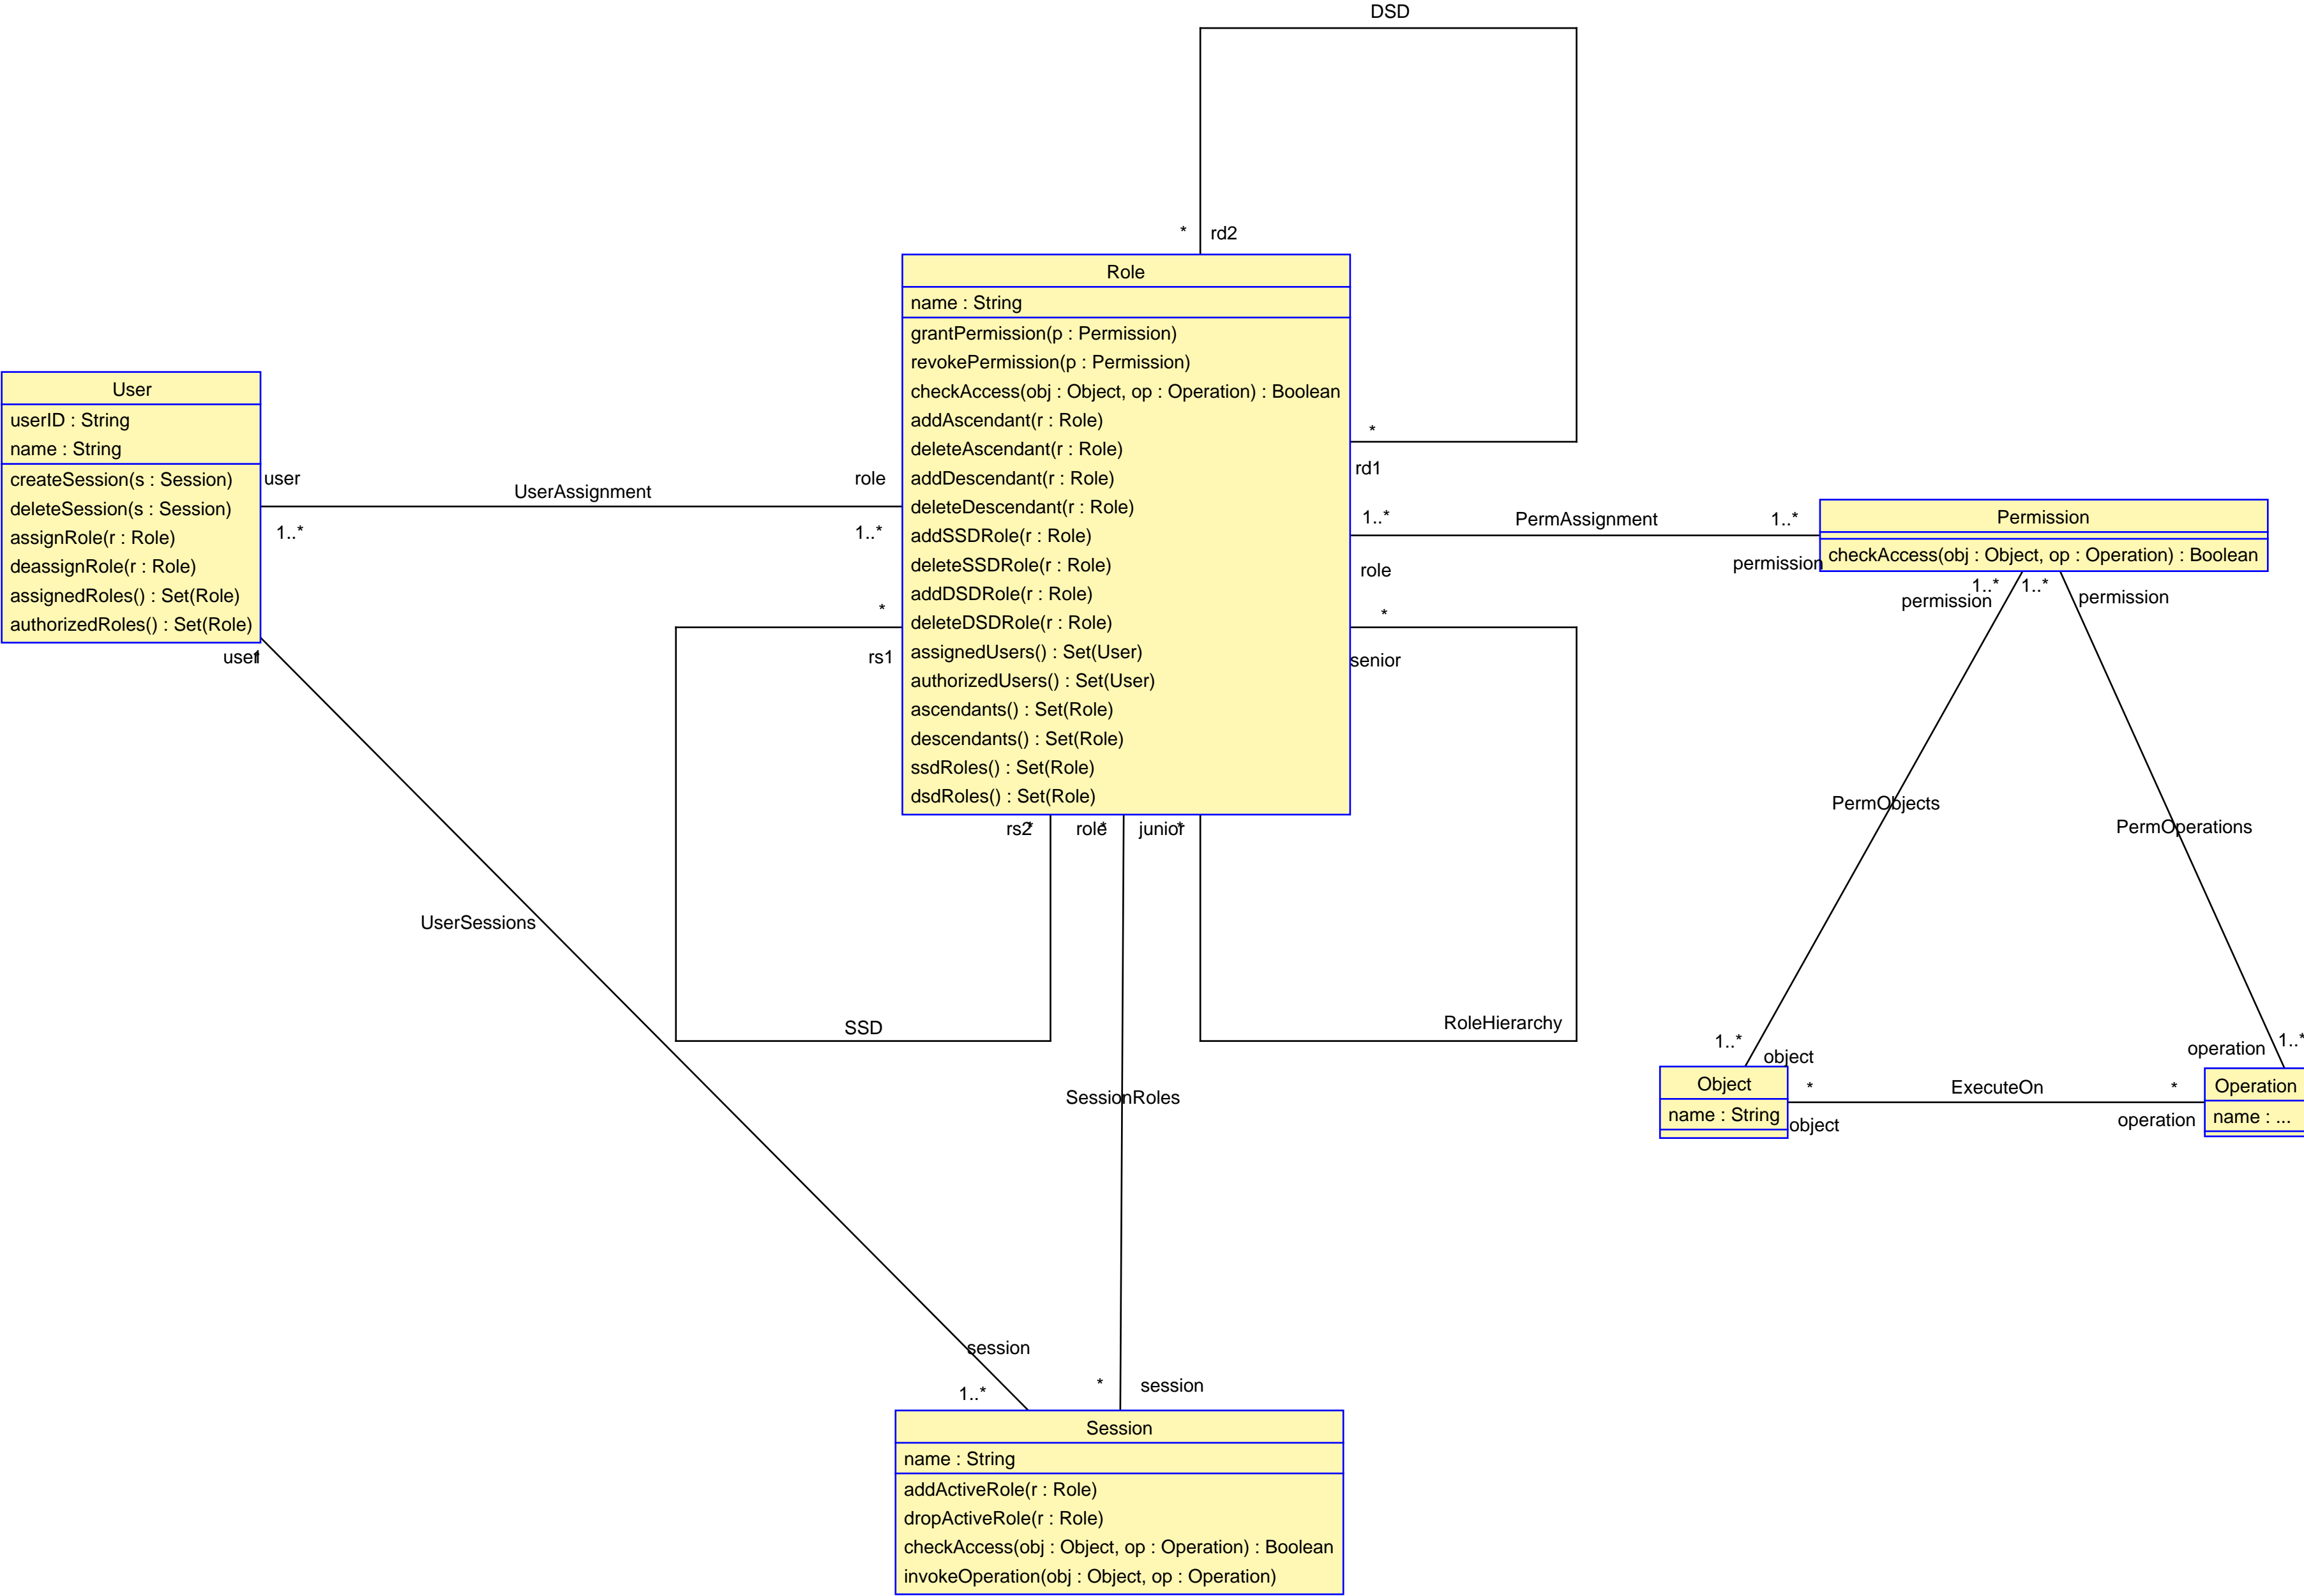 DSD
* rd2
Role
name : String
grantPermission(p : Permission)
revokePermission(p : Permission)
checkAccess(obj : Object, op : Operation) : Boolean
addAscendant(r : Role)
deleteAscendant(r : Role)
addDescendant(r : Role)
deleteDescendant(r : Role)
addSSDRole(r : Role)
deleteSSDRole(r : Role)
addDSDRole(r : Role)
deleteDSDRole(r : Role)
assignedUsers() : Set(User)
authorizedUsers() : Set(User)
ascendants() : Set(Role)
descendants() : Set(Role)
ssdRoles() : Set(Role)
dsdRoles() : Set(Role)
User
userID : String
name : String
createSession(s : Session)
deleteSession(s : Session)
assignRole(r : Role)
deassignRole(r : Role)
assignedRoles() : Set(Role)
authorizedRoles() : Set(Role)
user
1..*
UserAssignment
role
1..*
*
rd1
1..*
role
PermAssignment
1..*
permission
Permission
checkAccess(obj : Object, op : Operation) : Boolean
1..*
permission
1..*
permission
*
rs1
*
senior
user
1
rs2
*
role
*
junior
*
PermObjects
PermOperations
UserSessions
SSD
RoleHierarchy
SessionRoles
1..*
object
operation
1..*
Object
name : String
*
object
ExecuteOn
*
operation
Operation
name : ...
session
1..*
*
session
Session
name : String
addActiveRole(r : Role)
dropActiveRole(r : Role)
checkAccess(obj : Object, op : Operation) : Boolean
invokeOperation(obj : Object, op : Operation)